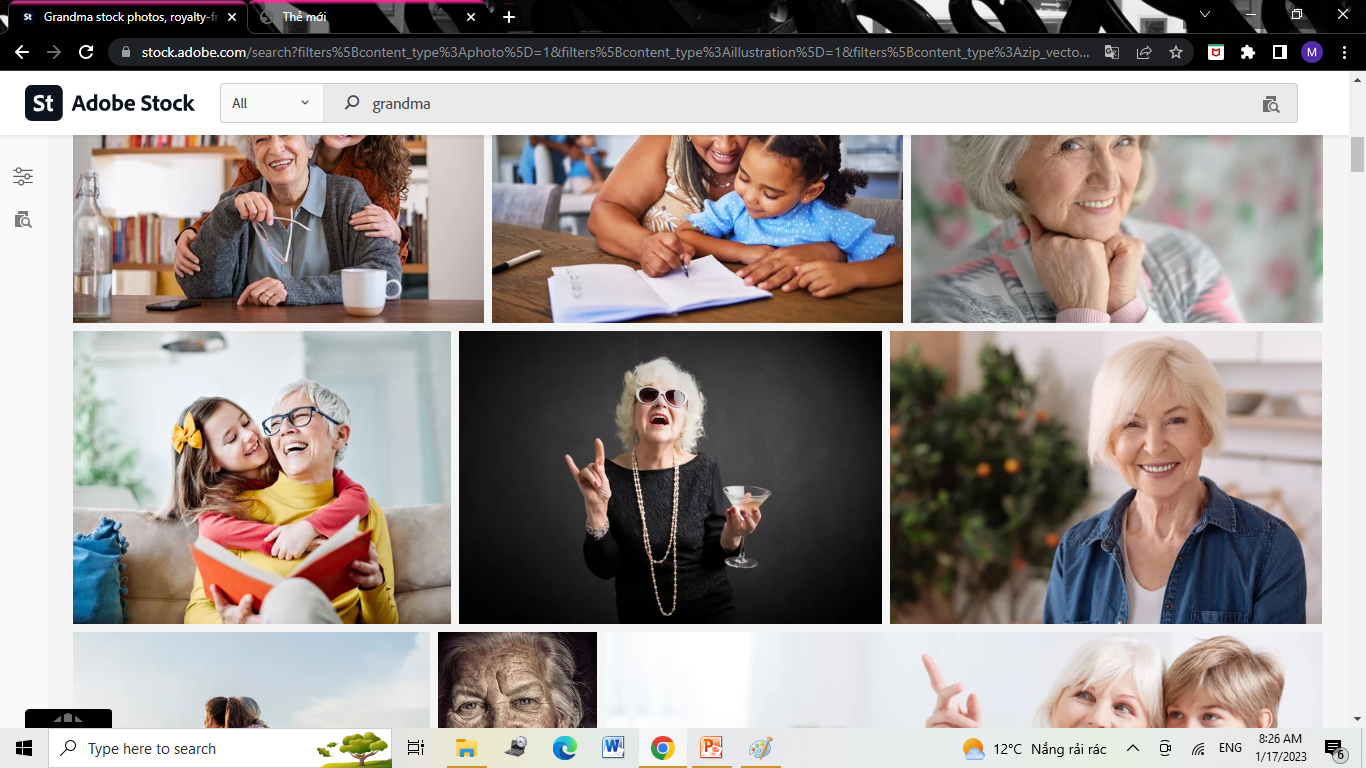 St Grandma stock photos, royalty-fr
Thẻ mới
stock.adobe.com/search?filters%5Bcontent_type%3Aphoto%5D=1&filters%5Bcontent_type%3Aillustration%5D=1&filters%5Bcontent_type%3Azip_vecto...
M
St Adobe Stock
All
grandma
Type here to search
12°C Nắng rải rác
ENG
8:26 AM
1/17/2023
6